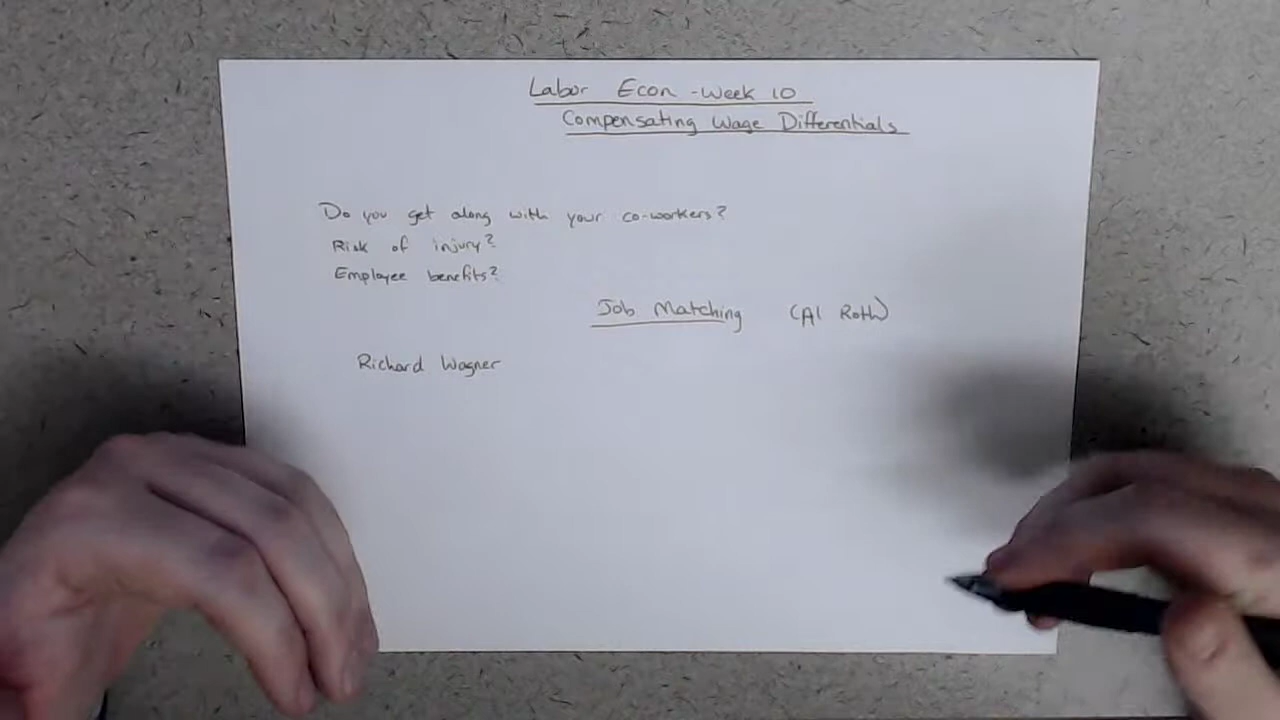 Labor Econ - Week 10
Compensating Wage Differentials
Do you get along with your co-workers?
Risk of injury?
Employee benefits?
Job Matching (Al Roth)
Richard Wagner